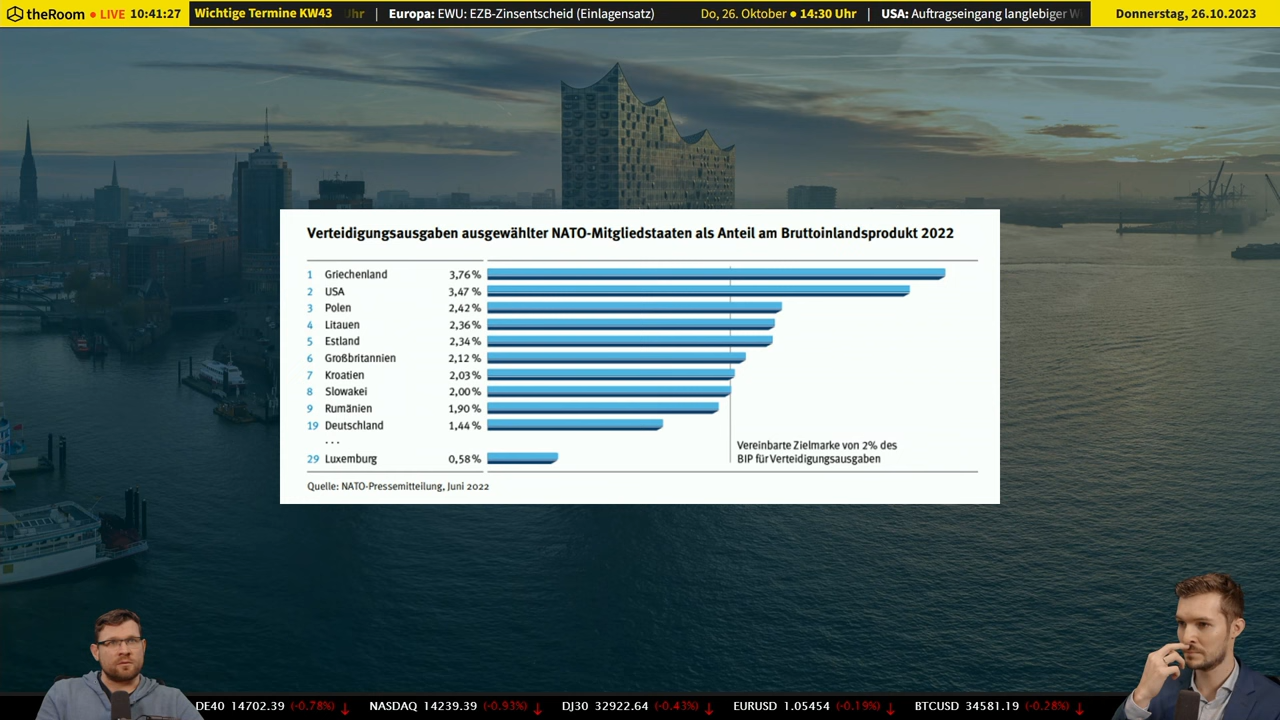 theRoom ● LIVE 10:41:27
Wichtige Termine KW43 Uhr | Europa: EWU: EZB-Zinsentscheid (Einlagensatz) Do, 26. Oktober ● 14:30 Uhr | USA: Auftragseingang langlebiger
Donnerstag, 26.10.2023
Verteidigungsausgaben ausgewählter NATO-Mitgliedstaaten als Anteil am Bruttoinlandsprodukt 2022
1 Griechenland 3,76 %
2 USA 3,47 %
3 Polen 2,42 %
4 Litauen 2,36 %
5 Estland 2,34 %
6 Großbritannien 2,12 %
7 Kroatien 2,03 %
8 Slowakei 2,00 %
9 Rumänien 1,90 %
19 Deutschland 1,44 %
. . .
29 Luxemburg 0,58 %
Vereinbarte Zielmarke von 2% des
BIP für Verteidigungsausgaben
Quelle: NATO-Pressemitteilung, Juni 2022
DE40 14702.39 (-0.78%) ↓ NASDAQ 14239.39 (-0.93%) ↓ DJ30 32922.64 (-0.43%) ↓ EURUSD 1.05454 (-0.19%) ↓ BTCUSD 34581.19 (-0.28%) ↓